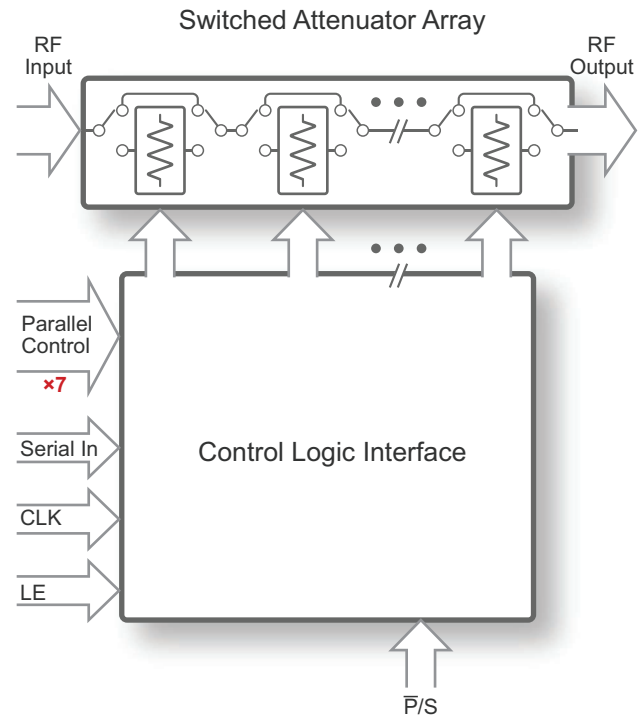 Switched Attenuator Array
RF
Input
RF
Output
Parallel
Control
×7
Serial In
CLK
LE
Control Logic Interface
P̅/S